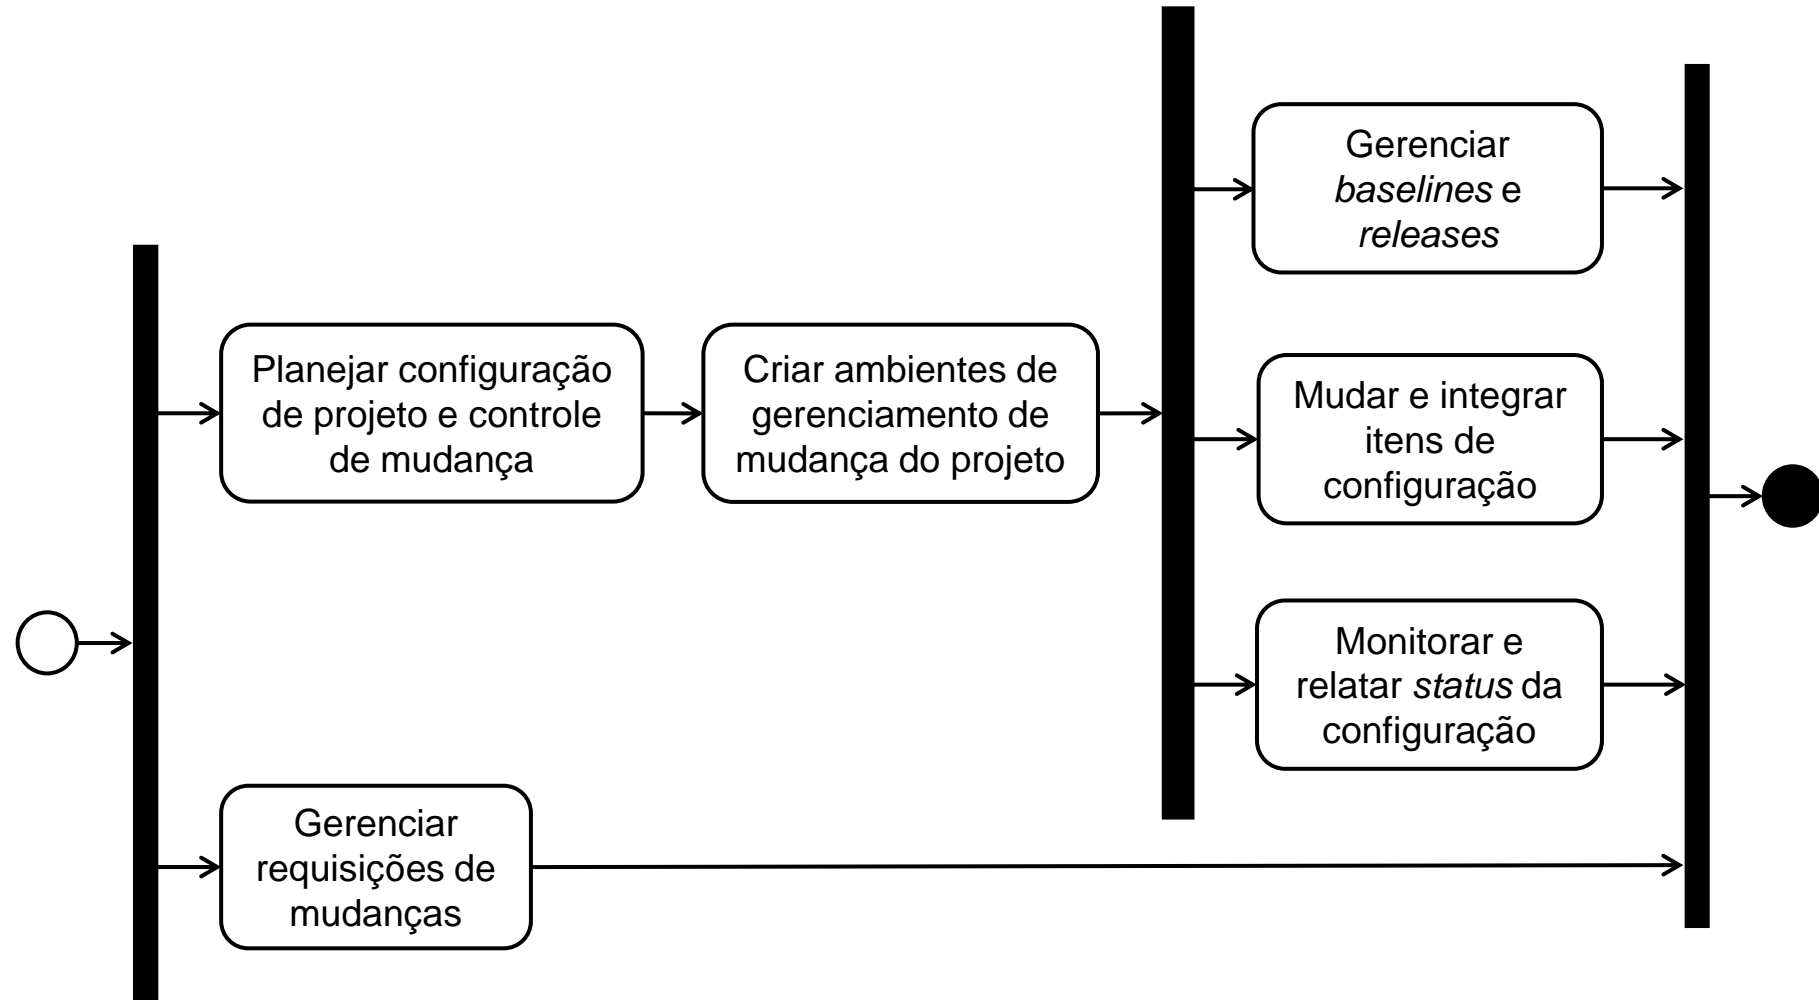 Planejar configuração
de projeto e controle
de mudança
Criar ambientes de
gerenciamento de
mudança do projeto
Gerenciar
baselines e
releases
Mudar e integrar
itens de
configuração
Monitorar e
relatar status da
configuração
Gerenciar
requisições de
mudanças